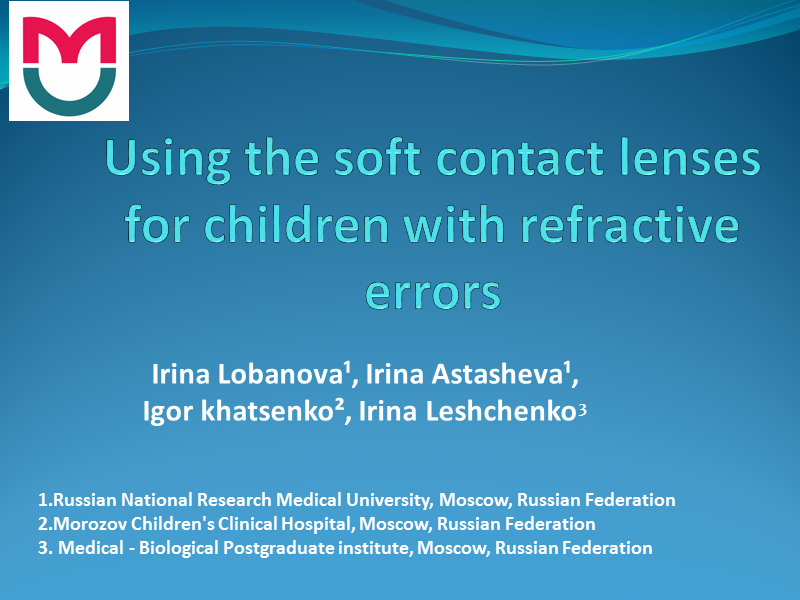 Using the soft contact lenses
for children with refractive
errors
Irina Lobanova¹, Irina Astasheva¹,
Igor khatsenko², Irina Leshchenko³
1.Russian National Research Medical University, Moscow, Russian Federation
2.Morozov Children's Clinical Hospital, Moscow, Russian Federation
3. Medical - Biological Postgraduate institute, Moscow, Russian Federation